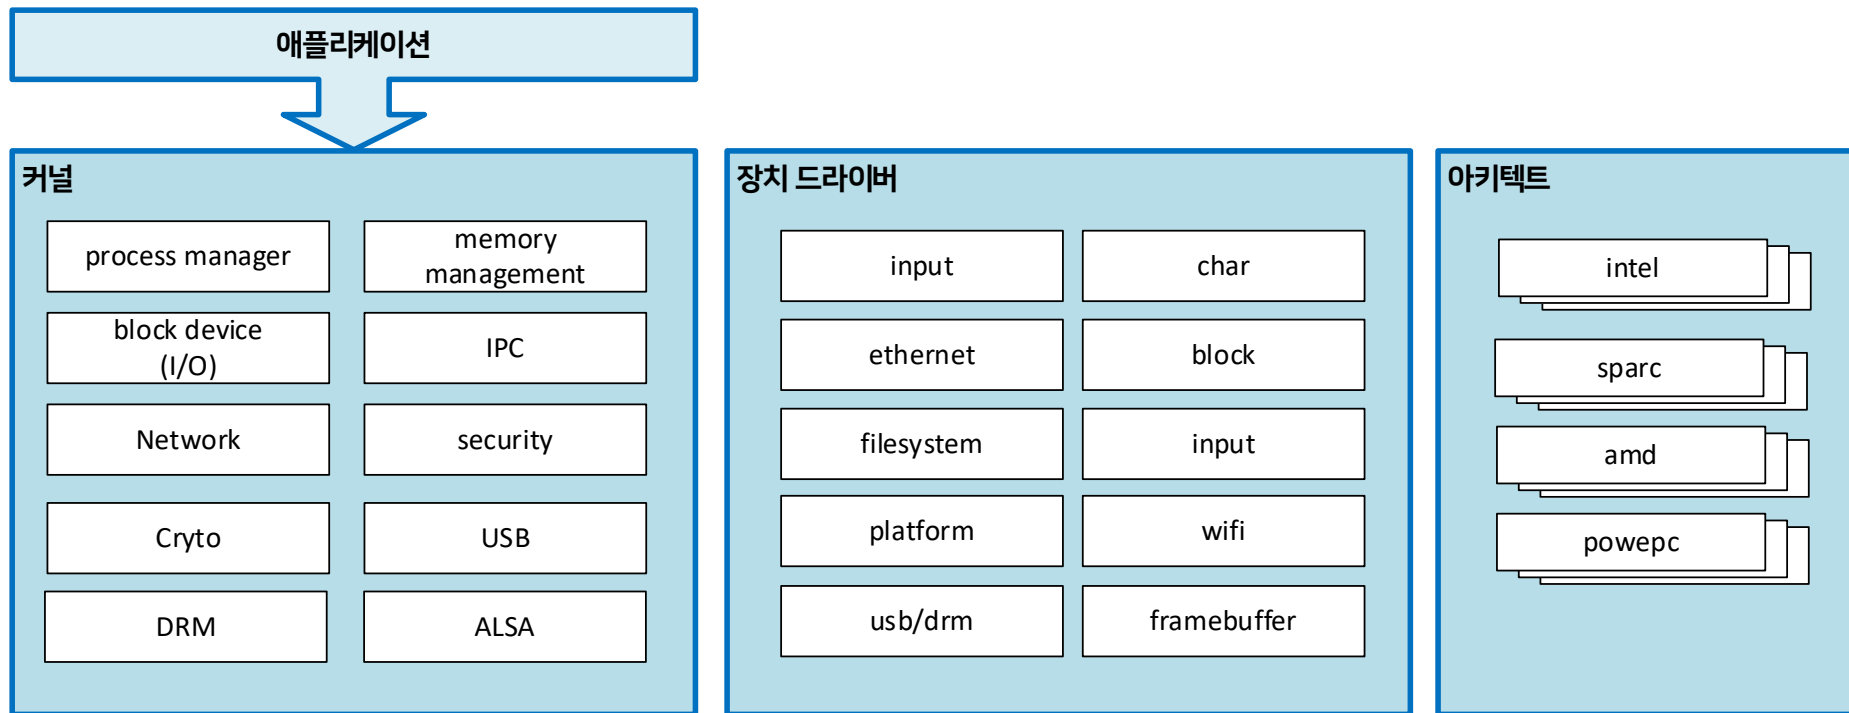 애플리케이션
커널
process manager
memory
management
block device
(I/O)
IPC
Network
security
Cryto
USB
DRM
ALSA
장치 드라이버
input
char
ethernet
block
filesystem
input
platform
wifi
usb/drm
framebuffer
아키텍트
intel
sparc
amd
powepc